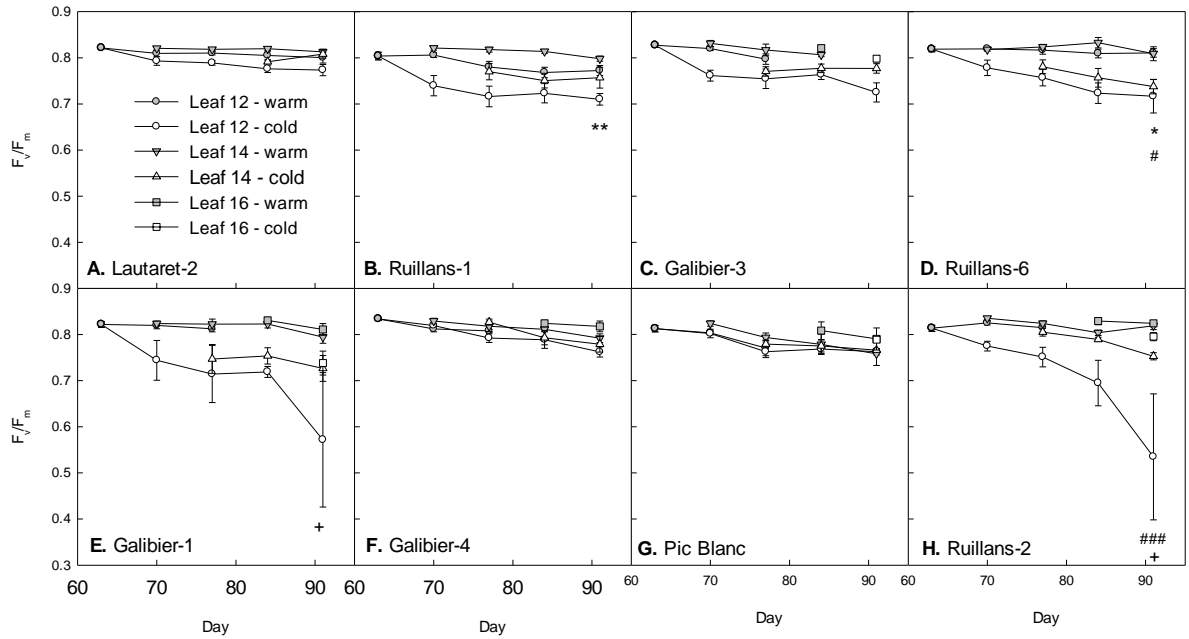 0.9
0.8
0.7
0.6
0.5
0.4
Fv/Fm
Leaf 12 - warm
Leaf 12 - cold
Leaf 14 - warm
Leaf 14 - cold
Leaf 16 - warm
Leaf 16 - cold
A. Lautaret-2
**
B. Ruillans-1
C. Galibier-3
*
#
D. Ruillans-6
0.9
0.8
0.7
0.6
0.5
0.4
0.3
Fv/Fm
+
E. Galibier-1
F. Galibier-4
G. Pic Blanc
###
+
H. Ruillans-2
60 70 80 90
60 70 80 90
60 70 80 90
60 70 80 90
Day
Day
Day
Day